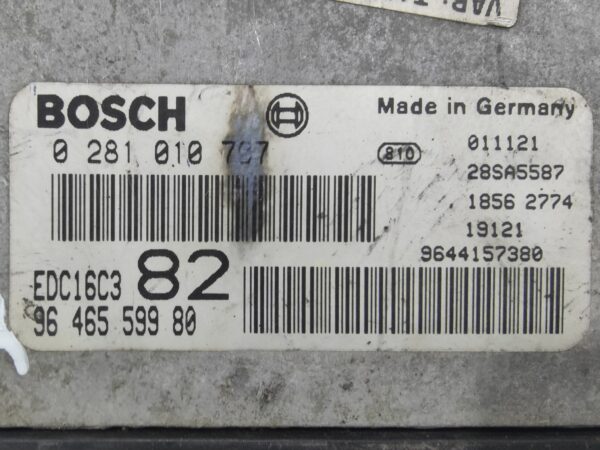 BOSCH
Made in Germany
0 281 010
810
011121
28SA5587
1856 2774
19121
9644157380
EDC16C3 82
96 465 599 80